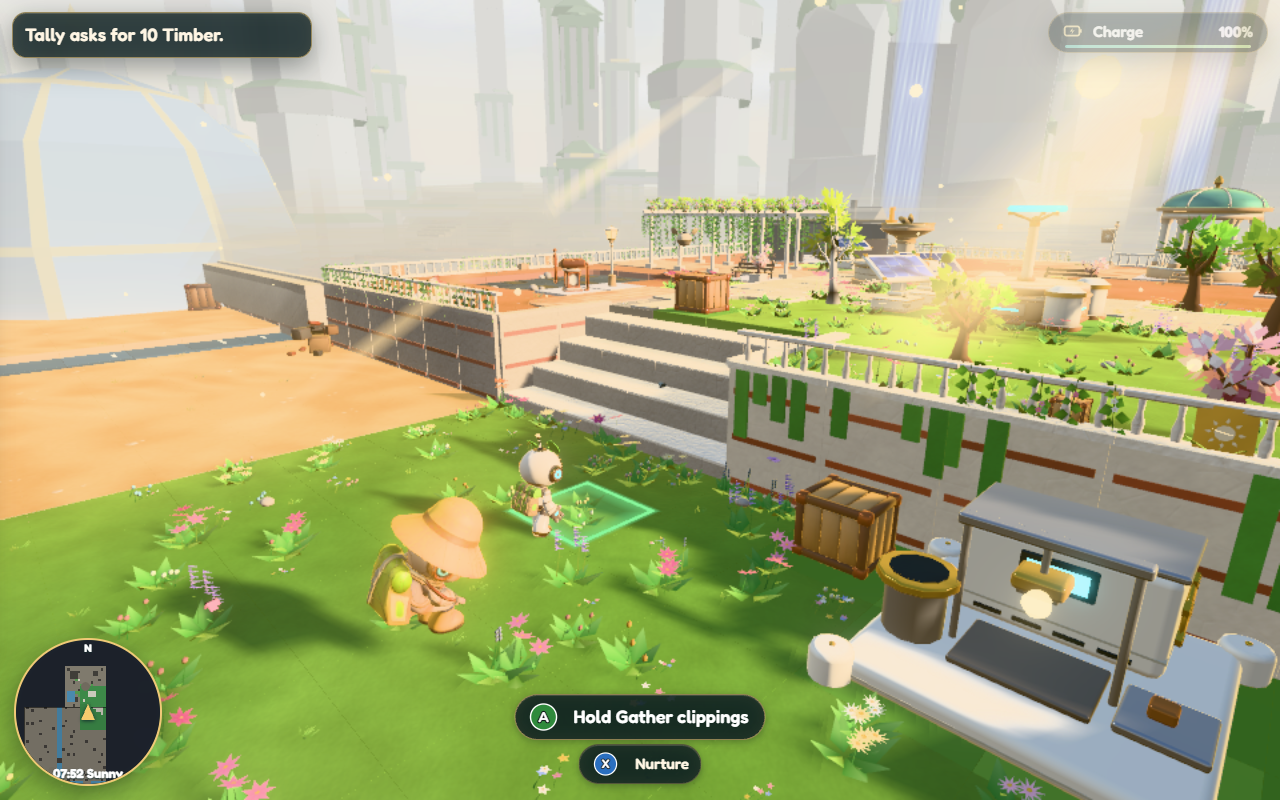 Tally asks for 10 Timber.
Charge 100%
A Hold Gather clippings
X Nurture
N
07:52 Sunny